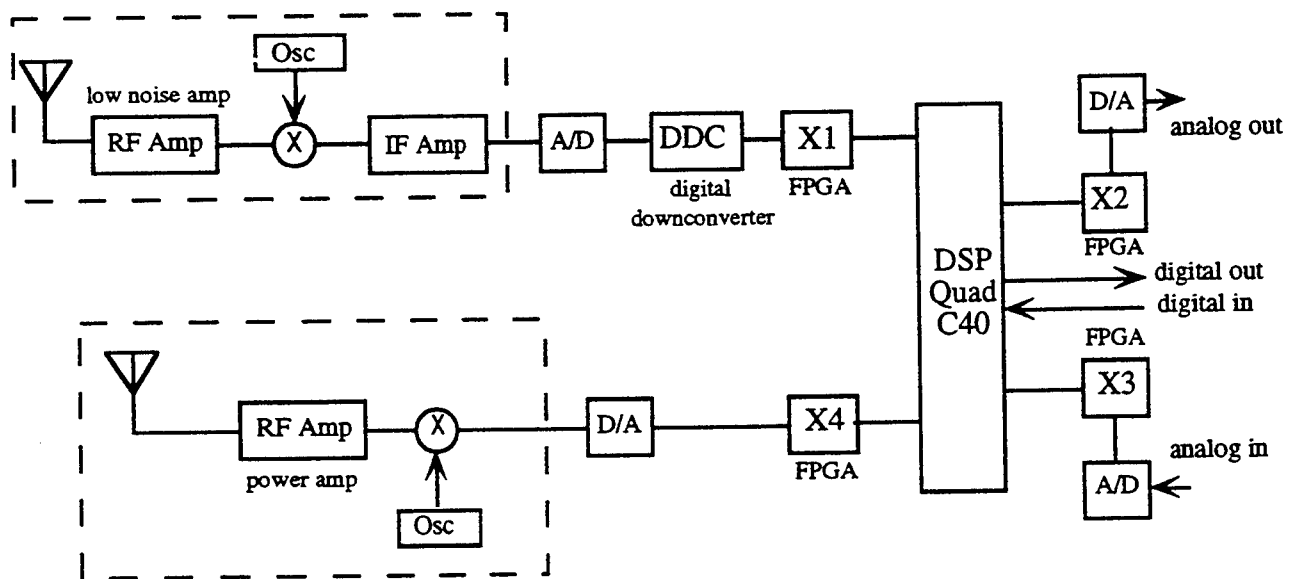 Osc
low noise amp
RF Amp
X
IF Amp
A/D
DDC
digital
downconverter
X1
FPGA
D/A
analog out
X2
FPGA
DSP
Quad
C40
digital out
digital in
FPGA
X3
analog in
A/D
RF Amp
power amp
X
Osc
D/A
X4
FPGA